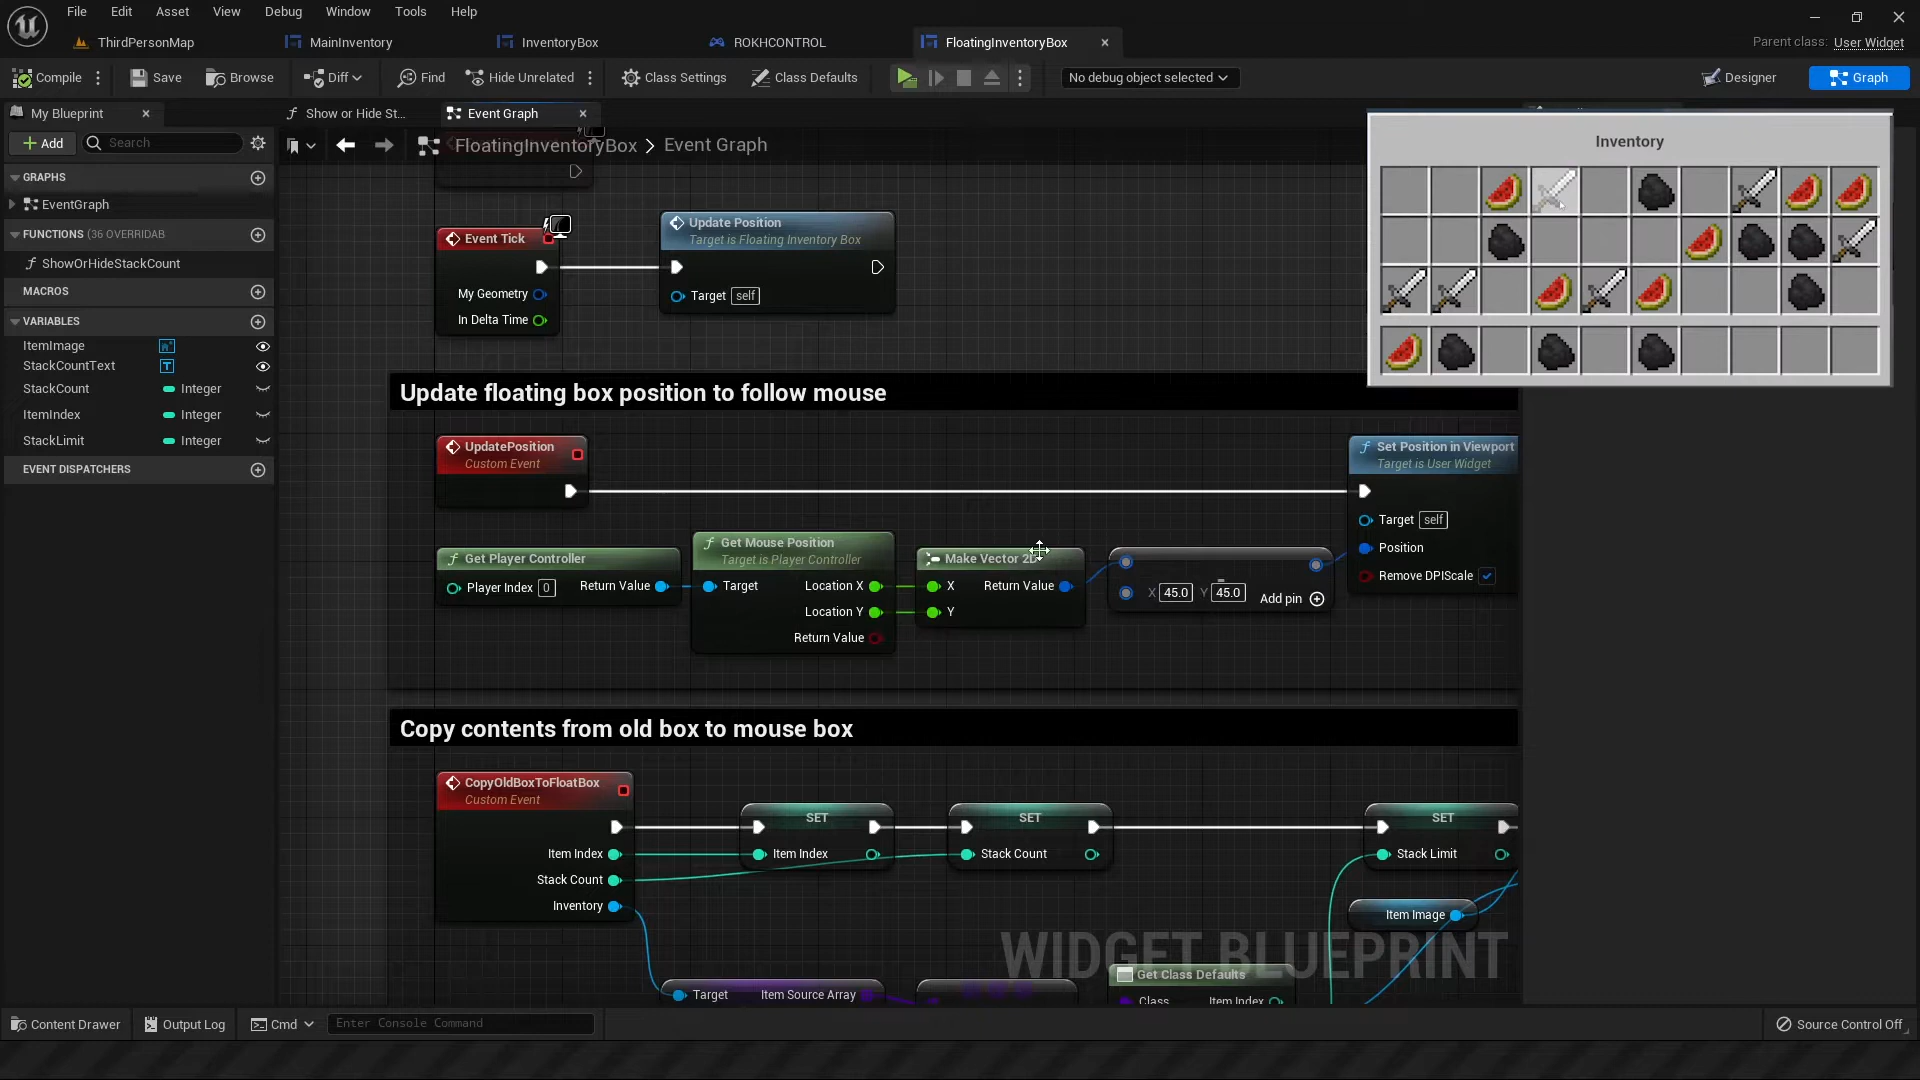 File Edit Asset View Debug Window Tools Help
ThirdPersonMap MainInventory InventoryBox ROKHCONTROL FloatingInventoryBox
Parent class: User Widget
Compile Save Browse Diff Find Hide Unrelated Class Settings Class Defaults No debug object selected Designer Graph
My Blueprint Show or Hide St... Event Graph
Add Search FloatingInventoryBox > Event Graph
Inventory
GRAPHS
EventGraph
FUNCTIONS (36 OVERRIDAB
ShowOrHideStackCount
MACROS
VARIABLES
ItemImage
StackCountText
StackCount Integer
ItemIndex Integer
StackLimit Integer
EVENT DISPATCHERS
Event Tick
My Geometry
In Delta Time
Update Position
Target is Floating Inventory Box
Target self
Update floating box position to follow mouse
UpdatePosition
Custom Event
Set Position in Viewport
Target is User Widget
Target self
Position
Remove DPIScale
Get Player Controller
Player Index 0 Return Value
Get Mouse Position
Target is Player Controller
Target Location X
Location Y
Return Value
Make Vector 2D
X Return Value
Y
X 45.0 Y 45.0 Add pin
Copy contents from old box to mouse box
CopyOldBoxToFloatBox
Custom Event
Item Index
Stack Count
Inventory
SET
Item Index
SET
Stack Count
SET
Stack Limit
Item Image
WIDGET BLUEPRINT
Target Item Source Array
Get Class Defaults
Class Item Index
Content Drawer Output Log Cmd Enter Console Command Source Control Off